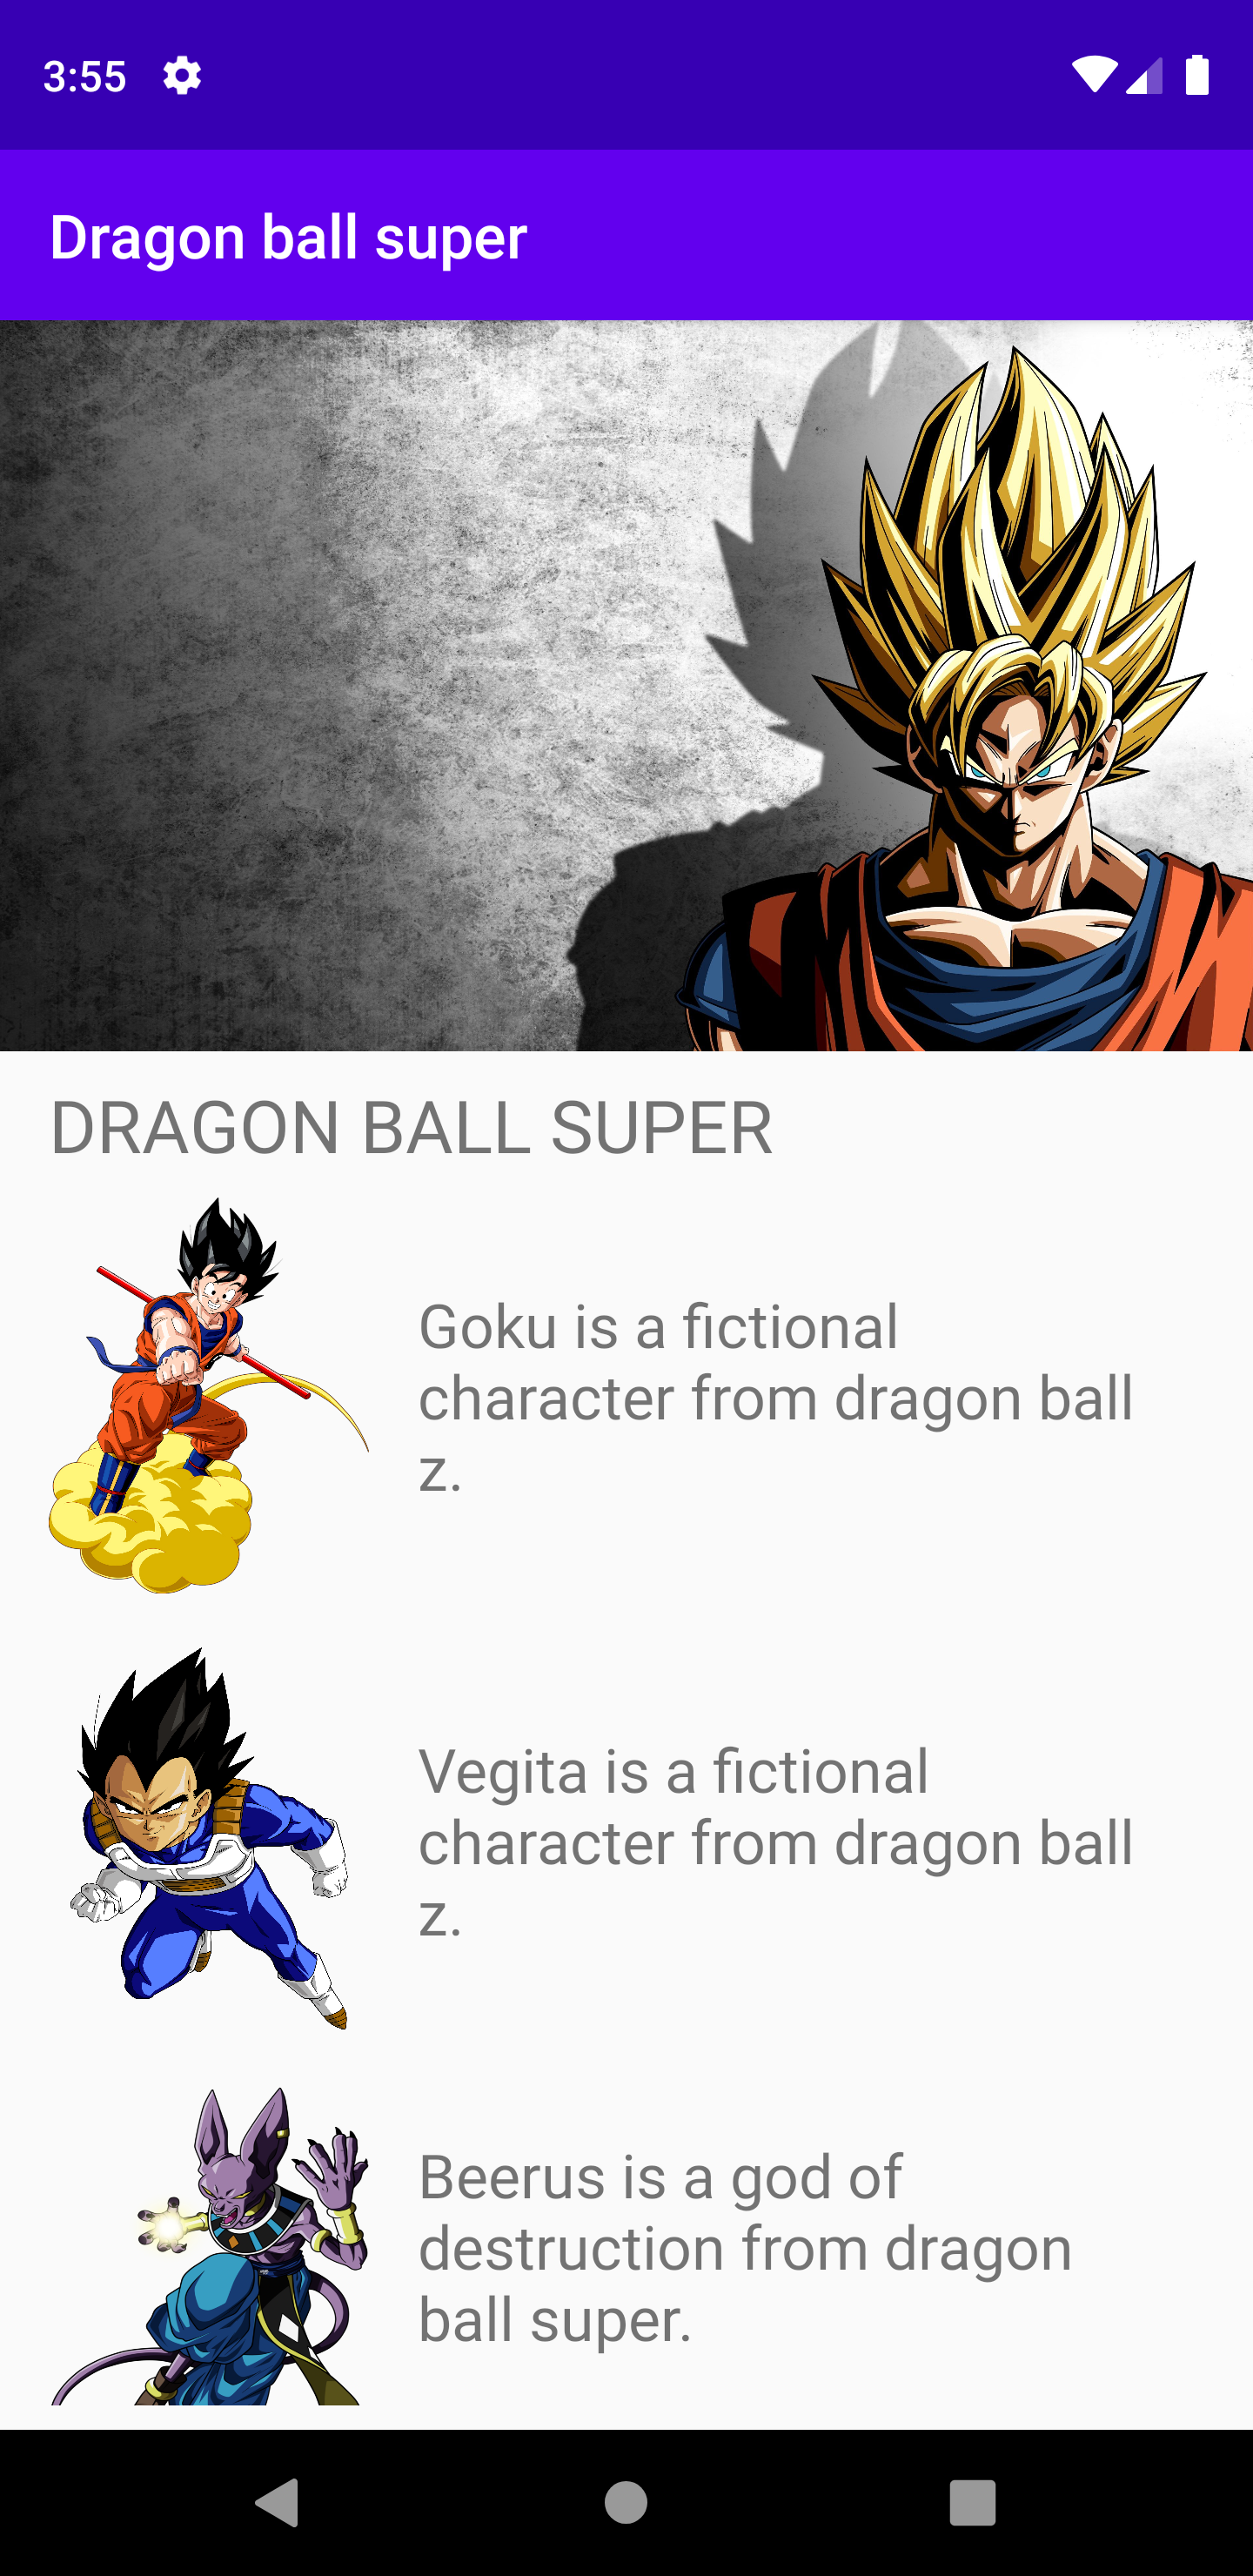 3:55
Dragon ball super
DRAGON BALL SUPER
Goku is a fictional
character from dragon ball
z.
Vegita is a fictional
character from dragon ball
z.
Beerus is a god of
destruction from dragon
ball super.